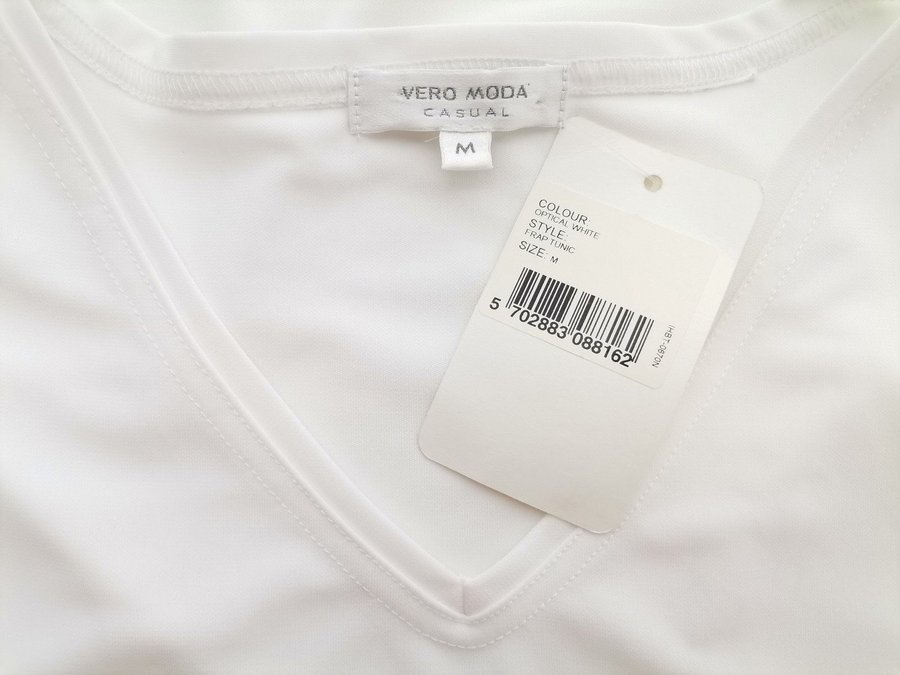 VERO MODA
CASUAL
M
COLOUR:
OPTICAL WHITE
STYLE:
FRAP TUNIC
SIZE: M
5 702883 088162